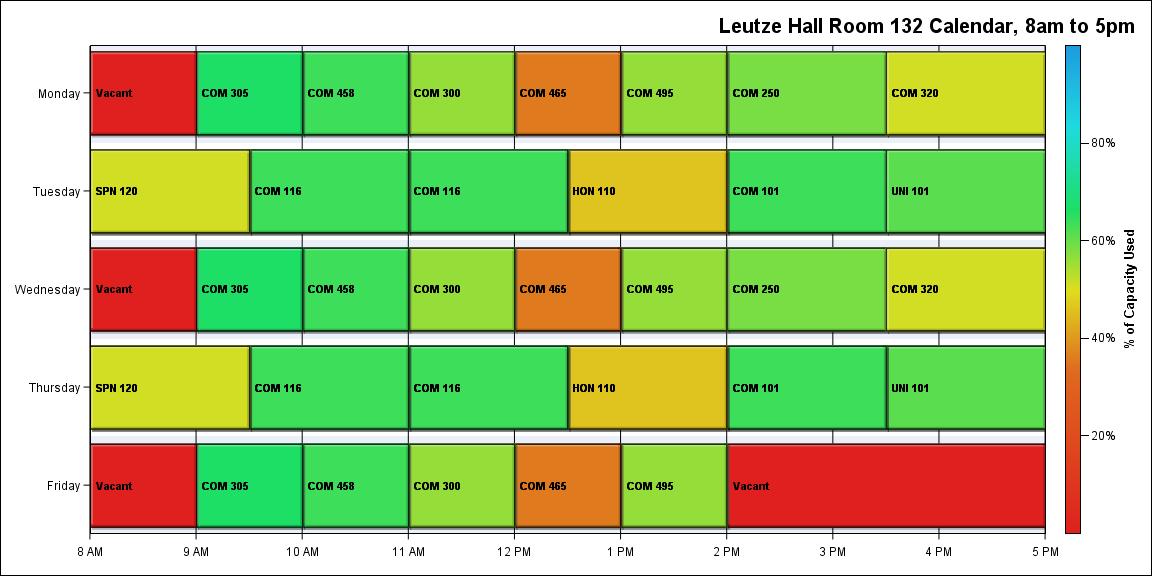 Leutze Hall Room 132 Calendar, 8am to 5pm
Monday
Vacant
COM 305
COM 458
COM 300
COM 465
COM 495
COM 250
COM 320
Tuesday
SPN 120
COM 116
COM 116
HON 110
COM 101
UNI 101
Wednesday
Vacant
COM 305
COM 458
COM 300
COM 465
COM 495
COM 250
COM 320
Thursday
SPN 120
COM 116
COM 116
HON 110
COM 101
UNI 101
Friday
Vacant
COM 305
COM 458
COM 300
COM 465
COM 495
Vacant
8 AM
9 AM
10 AM
11 AM
12 PM
1 PM
2 PM
3 PM
4 PM
5 PM
80%
60%
40%
20%
% of Capacity Used